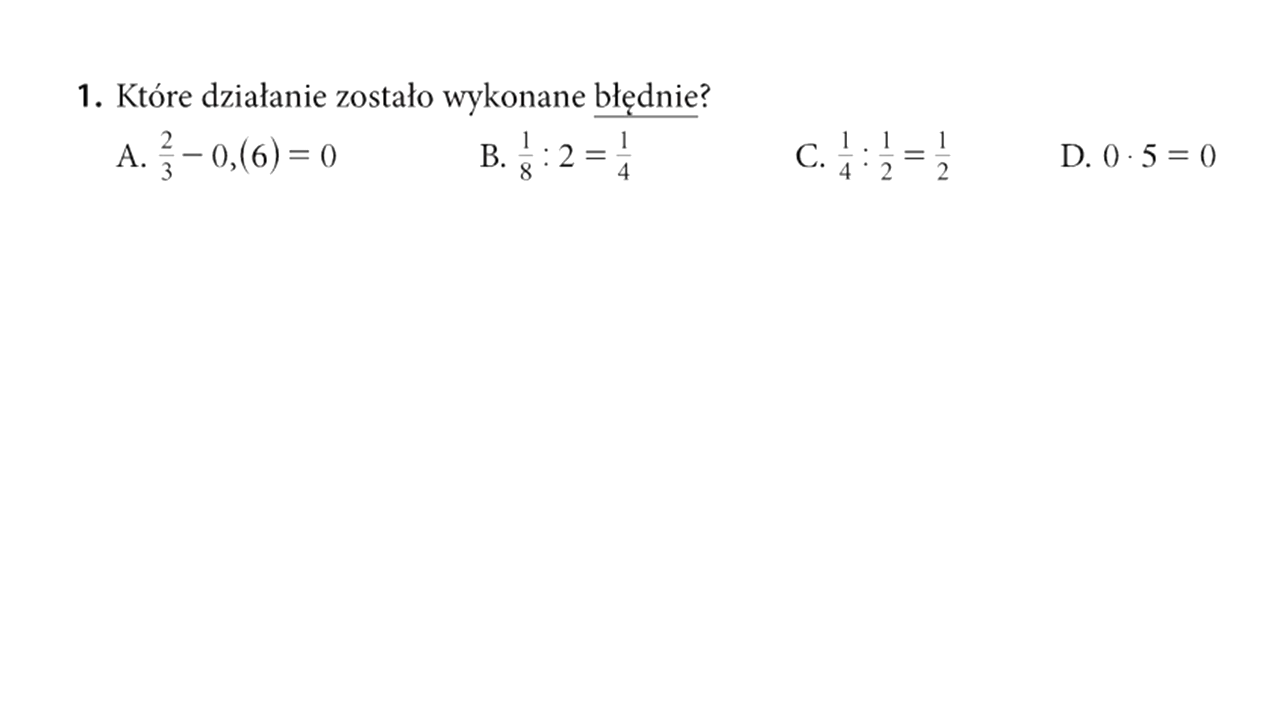 1. Które działanie zostało wykonane błędnie?
A. 2/3 − 0,(6) = 0 B. 1/8 : 2 = 1/4 C. 1/4 : 1/2 = 1/2 D. 0 · 5 = 0